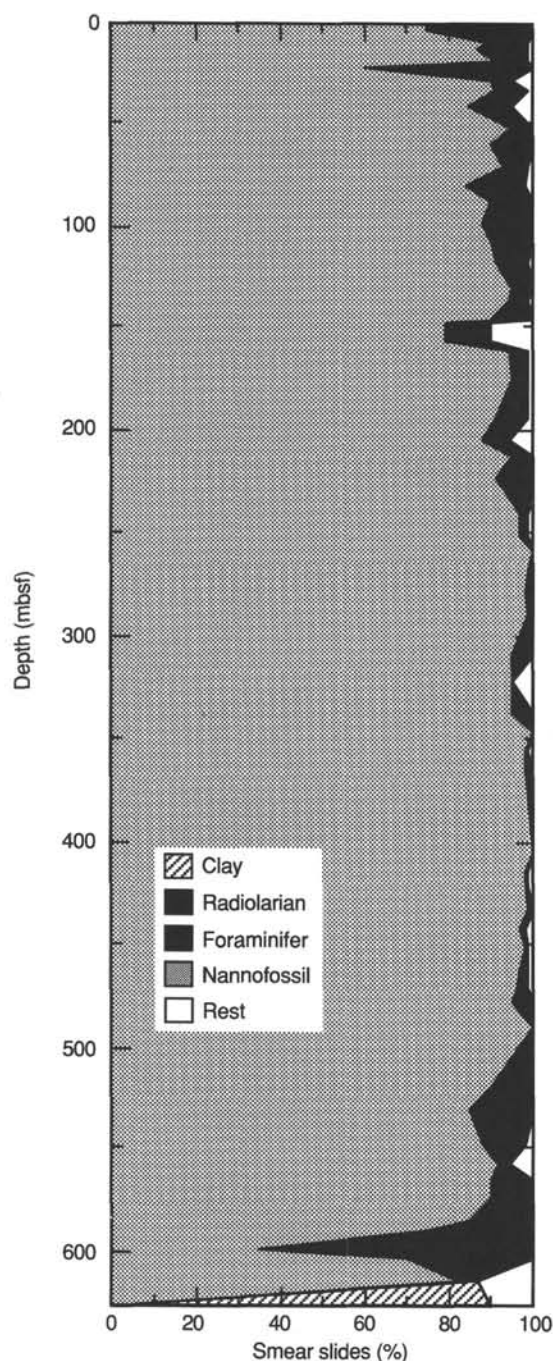 0
100
200
300
400
500
600
Depth (mbsf)
Clay
Radiolarian
Foraminifer
Nannofossil
Rest
0 20 40 60 80 100
Smear slides (%)